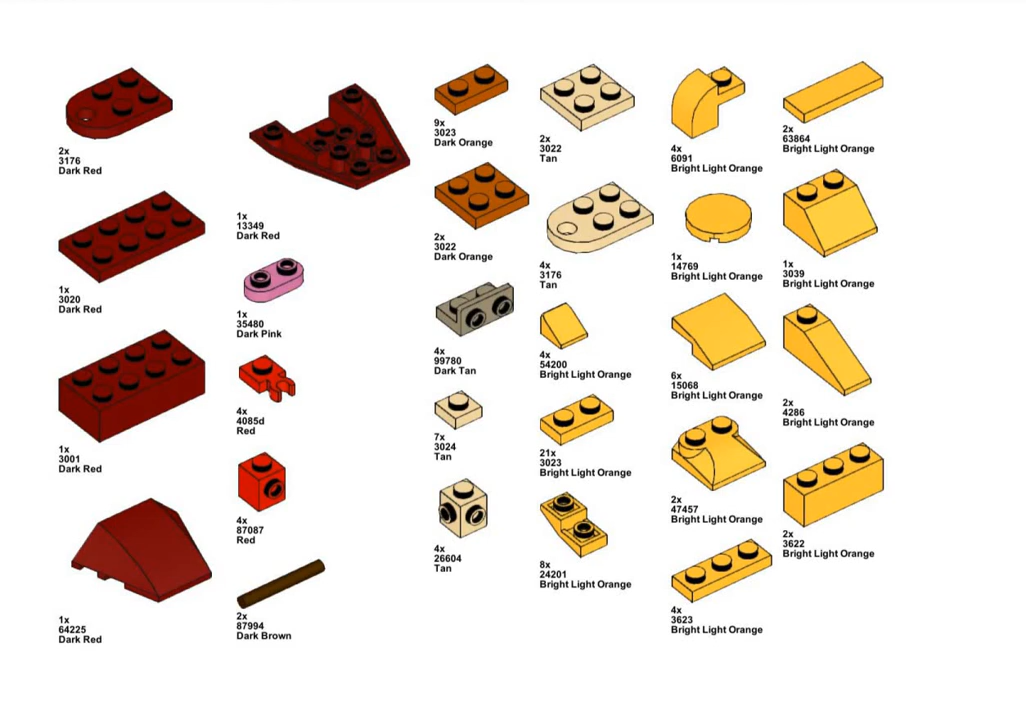 2x
3176
Dark Red
1x
3020
Dark Red
1x
3001
Dark Red
1x
64225
Dark Red
1x
13349
Dark Red
1x
35480
Dark Pink
4x
4085d
Red
4x
87087
Red
2x
87994
Dark Brown
9x
3023
Dark Orange
2x
3022
Dark Orange
4x
99780
Dark Tan
7x
3024
Tan
4x
26604
Tan
2x
3022
Tan
4x
3176
Tan
4x
54200
Bright Light Orange
21x
3023
Bright Light Orange
8x
24201
Bright Light Orange
4x
6091
Bright Light Orange
1x
14769
Bright Light Orange
6x
15068
Bright Light Orange
2x
47457
Bright Light Orange
4x
3623
Bright Light Orange
2x
63864
Bright Light Orange
1x
3039
Bright Light Orange
2x
4286
Bright Light Orange
2x
3622
Bright Light Orange